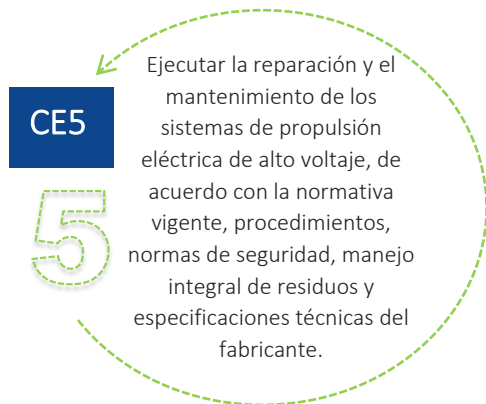 CE5
5
Ejecutar la reparación y el
mantenimiento de los
sistemas de propulsión
eléctrica de alto voltaje, de
acuerdo con la normativa
vigente, procedimientos,
normas de seguridad, manejo
integral de residuos y
especificaciones técnicas del
fabricante.